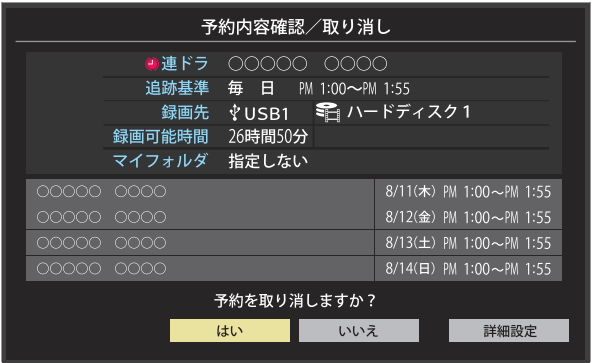 予約内容確認/取り消し
連ドラ ○○○○○ ○○○○
追跡基準 毎 日 PM 1:00~PM 1:55
録画先 USB1 ハードディスク1
録画可能時間 26時間50分
マイフォルダ 指定しない
○○○○○ ○○○○ 8/11(木) PM 1:00~PM 1:55
○○○○○ ○○○○ 8/12(金) PM 1:00~PM 1:55
○○○○○ ○○○○ 8/13(土) PM 1:00~PM 1:55
○○○○○ ○○○○ 8/14(日) PM 1:00~PM 1:55
予約を取り消しますか?
はい いいえ 詳細設定